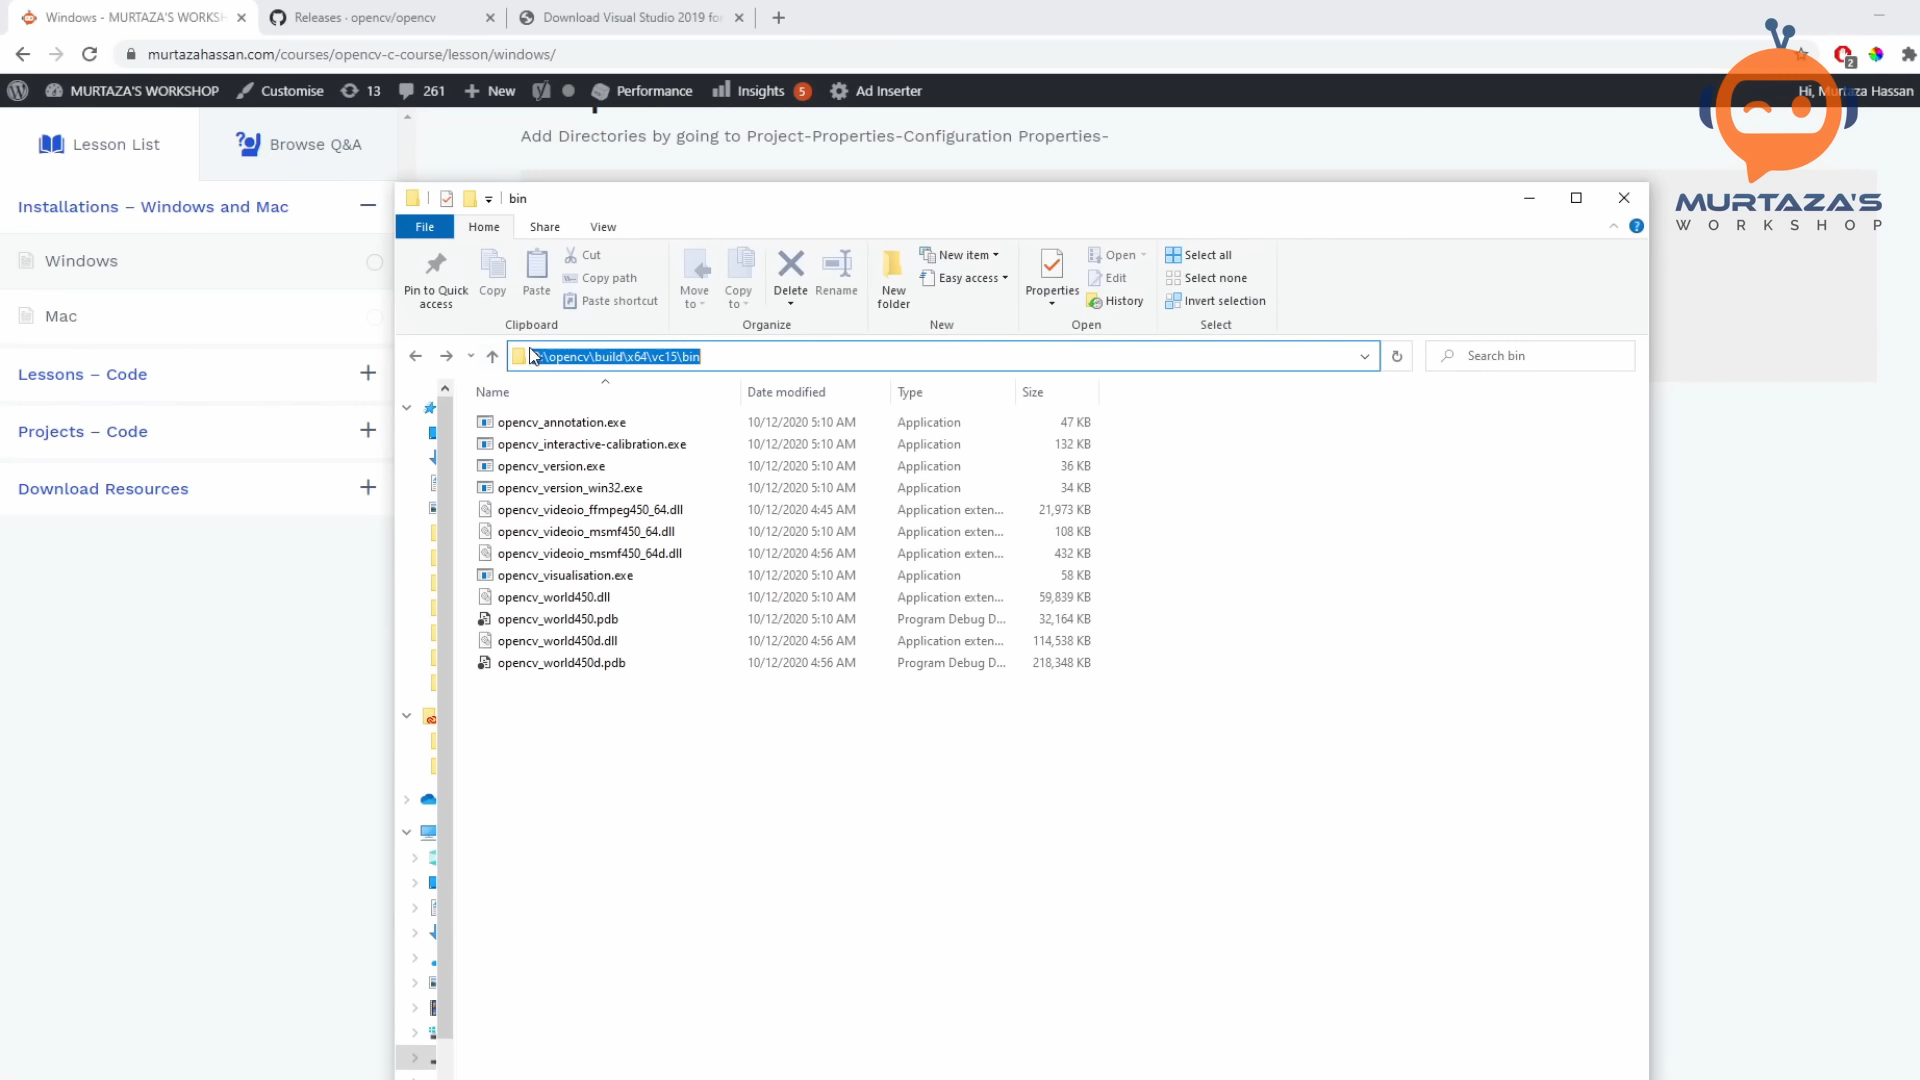 Windows - MURTAZA'S WORKSH
Releases · opencv/opencv
Download Visual Studio 2019 for
murtazahassan.com/courses/opencv-c-course/lesson/windows/
2
MURTAZA'S WORKSHOP
Customise
13
261
New
Performance
Insights
5
Ad Inserter
Hi, Murtaza Hassan
Lesson List
Browse Q&A
Add Directories by going to Project-Properties-Configuration Properties-
MURTAZA'S
WORKSHOP
Installations – Windows and Mac
Windows
Mac
Lessons – Code
Projects – Code
Download Resources
bin
File
Home
Share
View
Pin to Quick
access
Copy
Paste
Cut
Copy path
Paste shortcut
Clipboard
Move
to
Copy
to
Delete
Rename
Organize
New
folder
New item
Easy access
New
Properties
Open
Edit
History
Open
Select all
Select none
Invert selection
Select
:\opencv\build\x64\vc15\bin
Search bin
Name Date modified Type Size
opencv_annotation.exe 10/12/2020 5:10 AM Application 47 KB
opencv_interactive-calibration.exe 10/12/2020 5:10 AM Application 132 KB
opencv_version.exe 10/12/2020 5:10 AM Application 36 KB
opencv_version_win32.exe 10/12/2020 5:10 AM Application 34 KB
opencv_videoio_ffmpeg450_64.dll 10/12/2020 4:45 AM Application exten... 21,973 KB
opencv_videoio_msmf450_64.dll 10/12/2020 5:10 AM Application exten... 108 KB
opencv_videoio_msmf450_64d.dll 10/12/2020 4:56 AM Application exten... 432 KB
opencv_visualisation.exe 10/12/2020 5:10 AM Application 58 KB
opencv_world450.dll 10/12/2020 5:10 AM Application exten... 59,839 KB
opencv_world450.pdb 10/12/2020 5:10 AM Program Debug D... 32,164 KB
opencv_world450d.dll 10/12/2020 4:56 AM Application exten... 114,538 KB
opencv_world450d.pdb 10/12/2020 4:56 AM Program Debug D... 218,348 KB